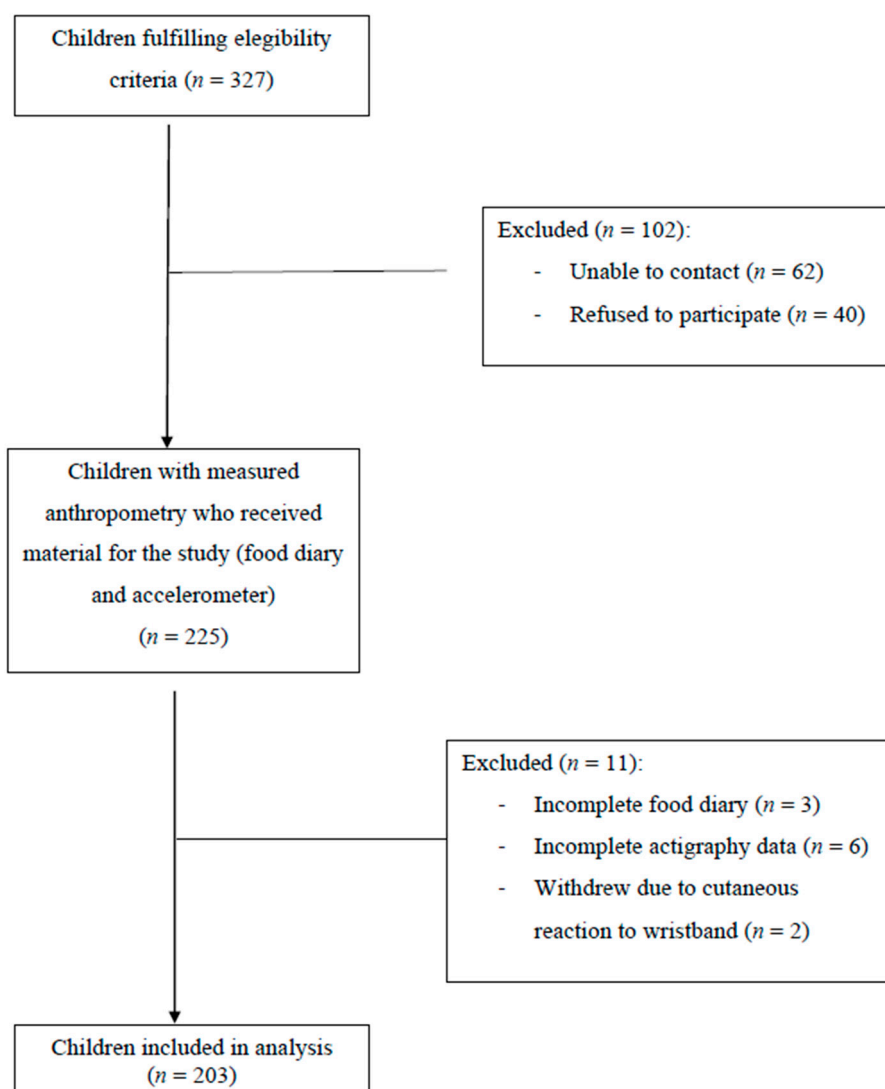 Children fulfilling elegibility
criteria (n = 327)
Excluded (n = 102):
- Unable to contact (n = 62)
- Refused to participate (n = 40)
Children with measured
anthropometry who received
material for the study (food diary
and accelerometer)
(n = 225)
Excluded (n = 11):
- Incomplete food diary (n = 3)
- Incomplete actigraphy data (n = 6)
- Withdrew due to cutaneous
reaction to wristband (n = 2)
Children included in analysis
(n = 203)